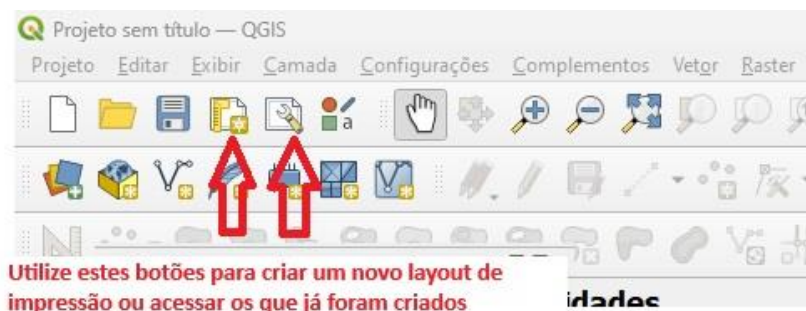 Projeto sem título — QGIS
Projeto Editar Exibir Camada Configurações Complementos Vetor Raster
a
Utilize estes botões para criar um novo layout de
impressão ou acessar os que já foram criados
idades